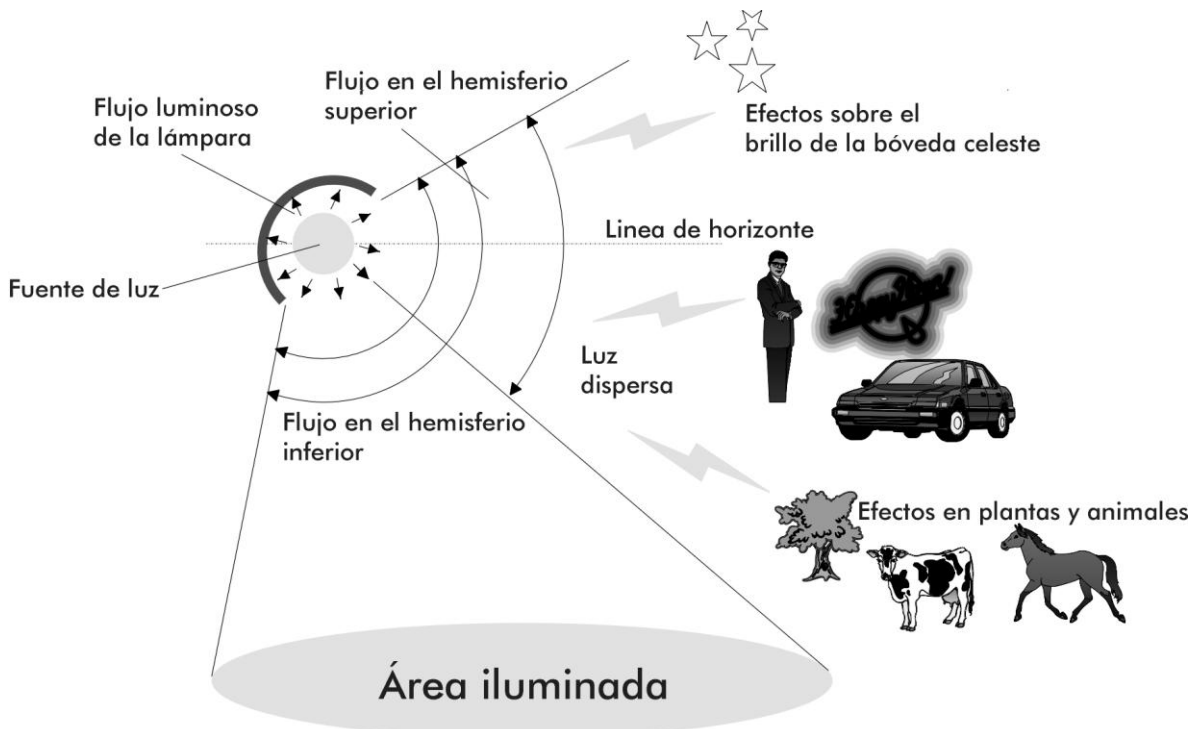 Flujo en el hemisferio
superior
Flujo luminoso
de la lámpara
Efectos sobre el
brillo de la bóveda celeste
Linea de horizonte
Fuente de luz
Luz
dispersa
Flujo en el hemisferio
inferior
Efectos en plantas y animales
Área iluminada